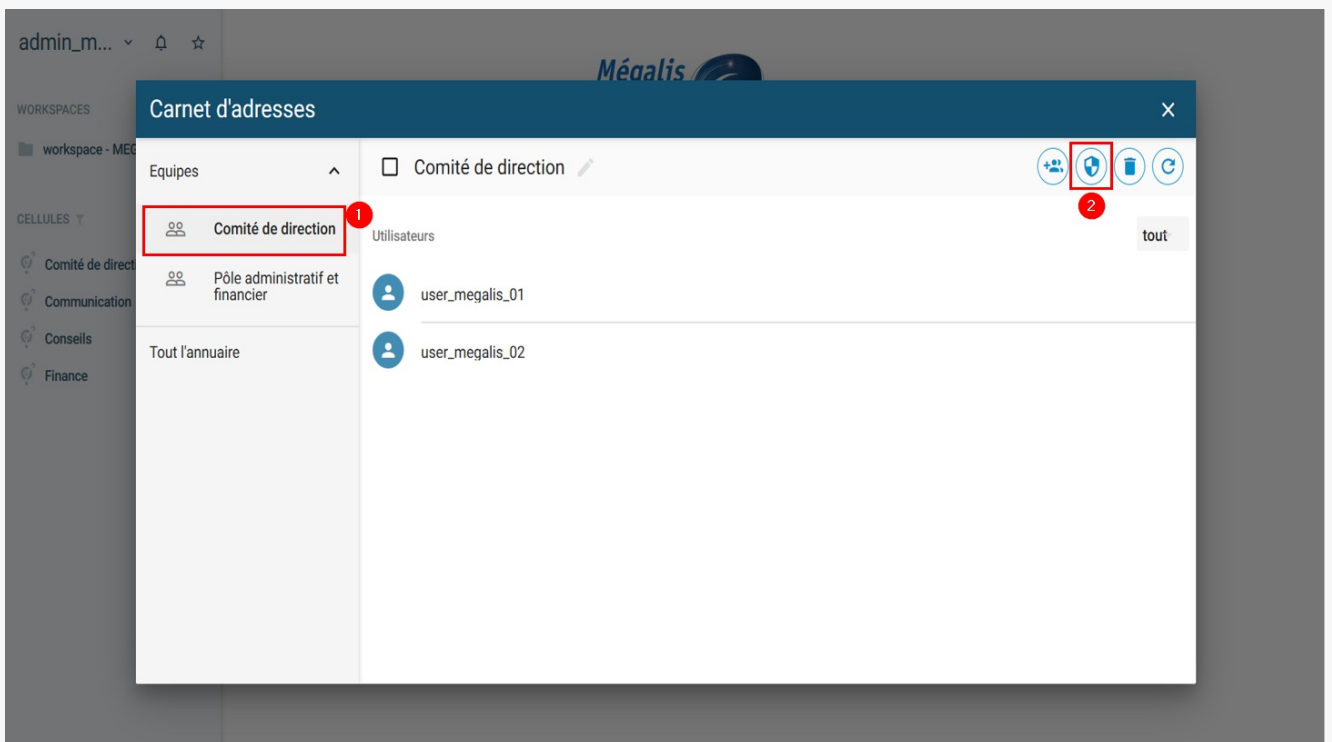 admin_m...
Mégalis
WORKSPACES
workspace - MEG
CELLULES
Comité de direct
Communication
Conseils
Finance
Carnet d'adresses
Equipes
Comité de direction
1
Pôle administratif et
financier
Tout l'annuaire
Comité de direction
2
Utilisateurs
tout
user_megalis_01
user_megalis_02